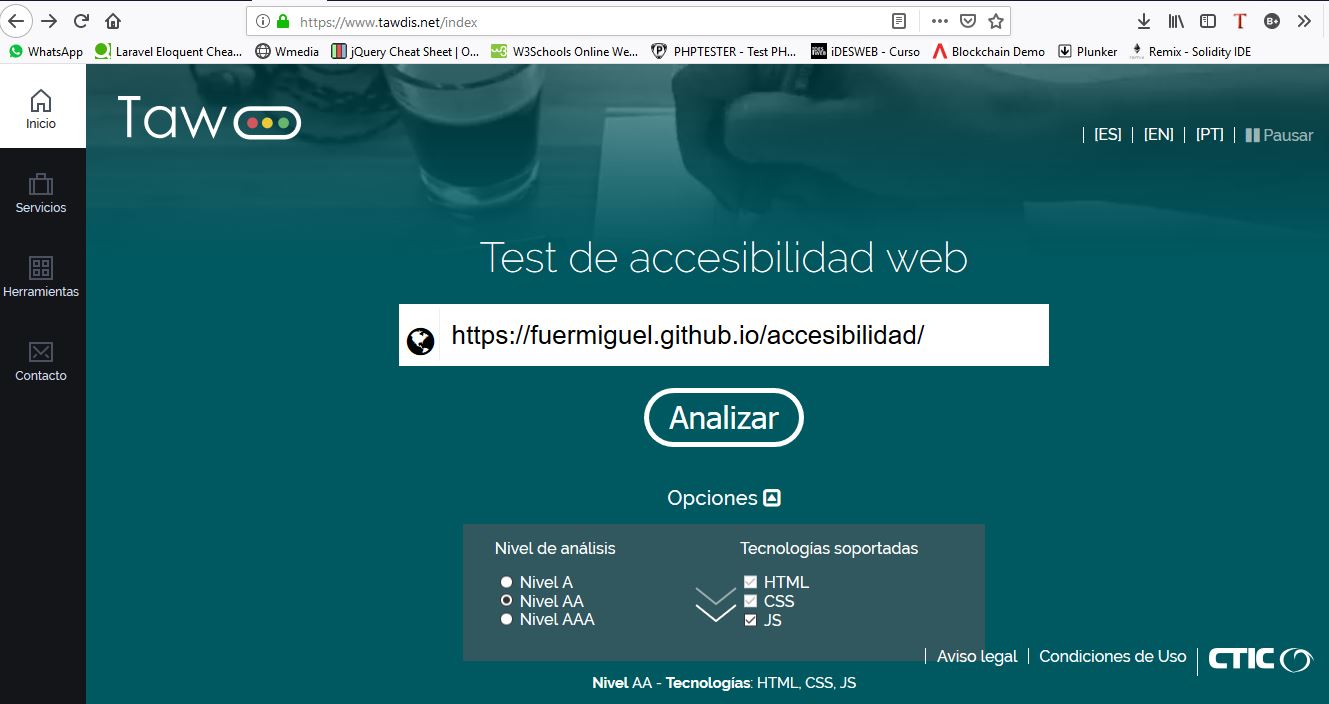 https://www.tawdis.net/index
WhatsApp
Laravel Eloquent Chea...
Wmedia
jQuery Cheat Sheet | O...
W3Schools Online We...
PHPTESTER - Test PH...
iDESWEB - Curso
Blockchain Demo
Plunker
Remix - Solidity IDE
Inicio
Servicios
Herramientas
Contacto
Taw
[ES] | [EN] | [PT] | Pausar
Test de accesibilidad web
https://fuermiguel.github.io/accesibilidad/
Analizar
Opciones
Nivel de análisis
Nivel A
Nivel AA
Nivel AAA
Tecnologías soportadas
HTML
CSS
JS
Aviso legal | Condiciones de Uso | CTIC
Nivel AA - Tecnologías: HTML, CSS, JS